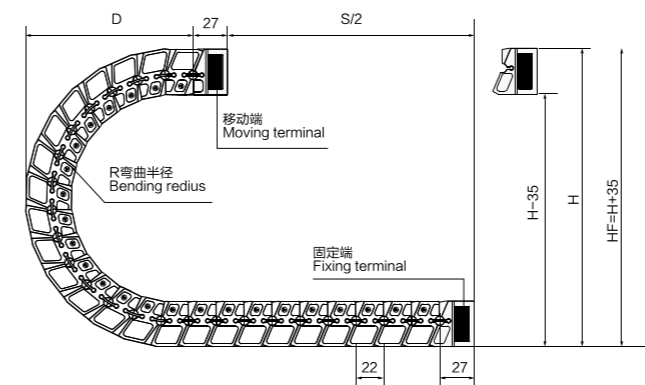 D
27
S/2
移动端
Moving terminal
R弯曲半径
Bending redius
H-35
H
HF=H+35
固定端
Fixing terminal
22
27